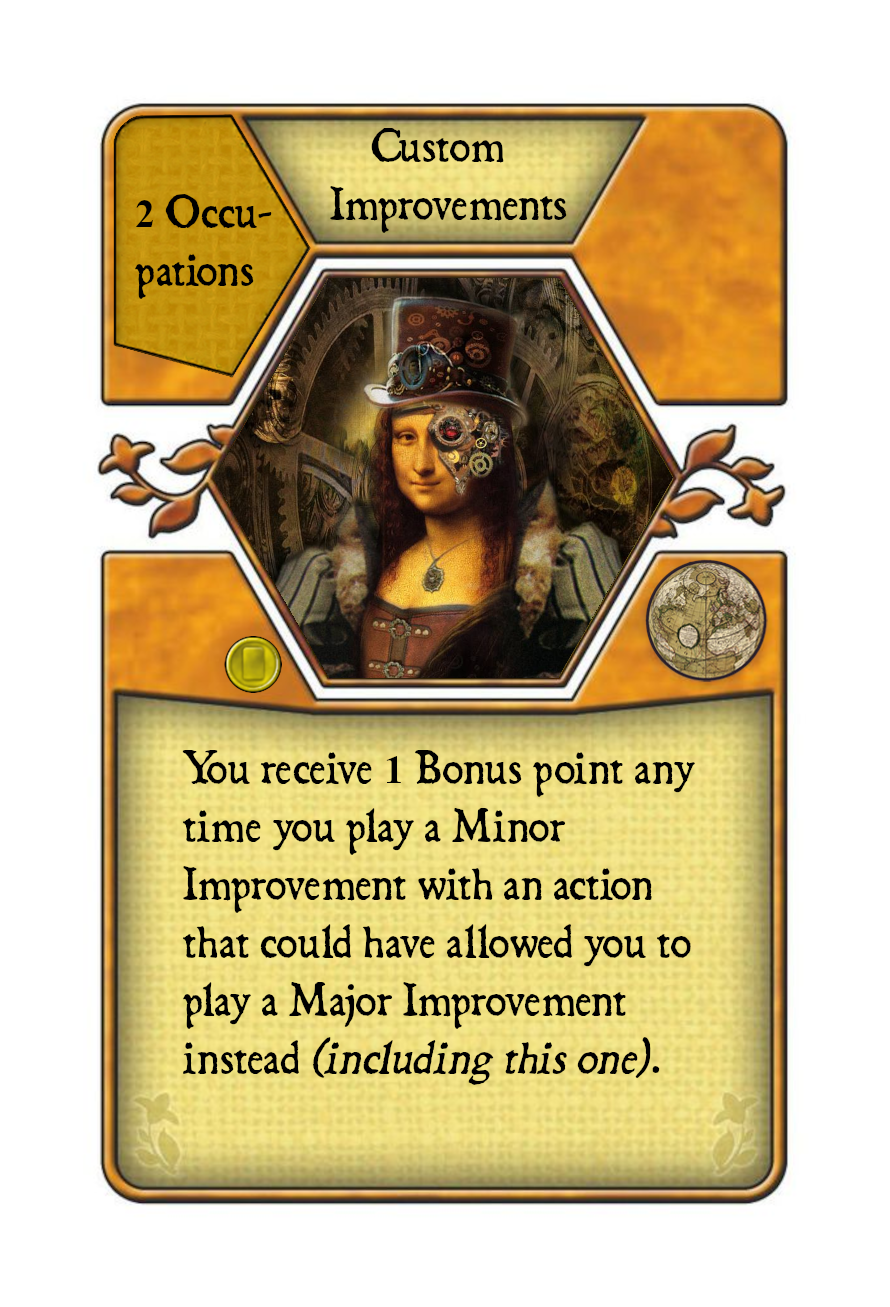 Custom
Improvements
2 Occu-
pations
You receive 1 Bonus point any
time you play a Minor
Improvement with an action
that could have allowed you to
play a Major Improvement
instead (including this one).